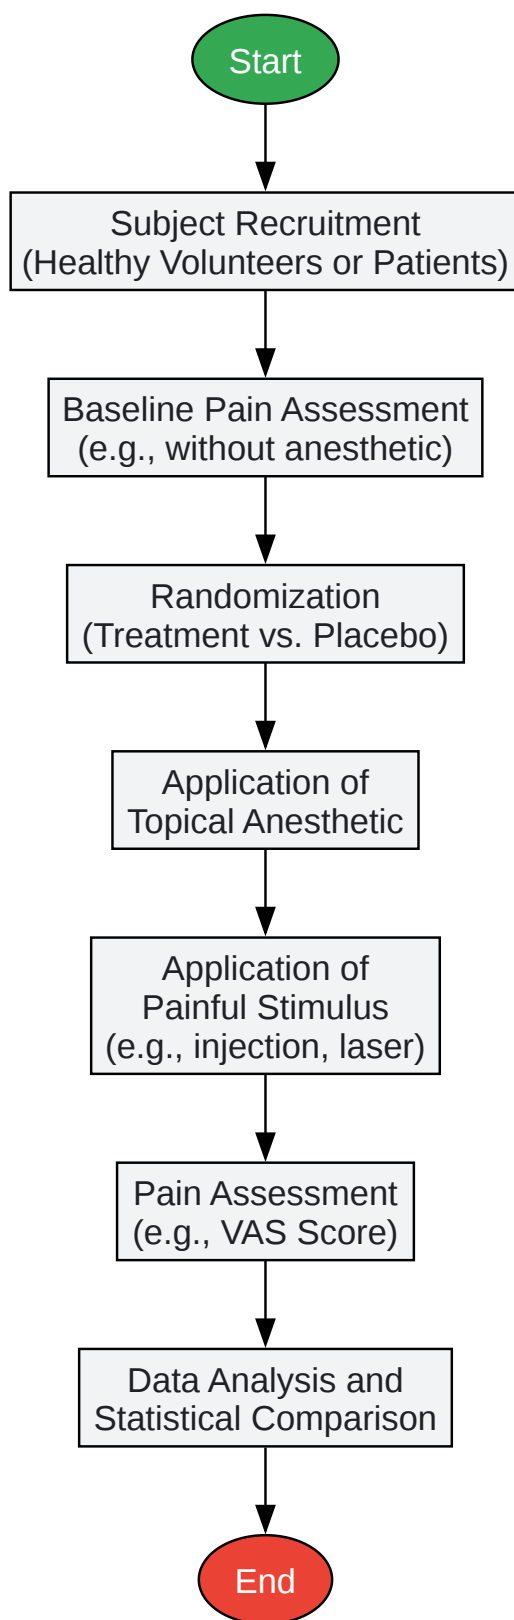 Start
Subject Recruitment
(Healthy Volunteers or Patients)
Baseline Pain Assessment
(e.g., without anesthetic)
Randomization
(Treatment vs. Placebo)
Application of
Topical Anesthetic
Application of
Painful Stimulus
(e.g., injection, laser)
Pain Assessment
(e.g., VAS Score)
Data Analysis and
Statistical Comparison
End